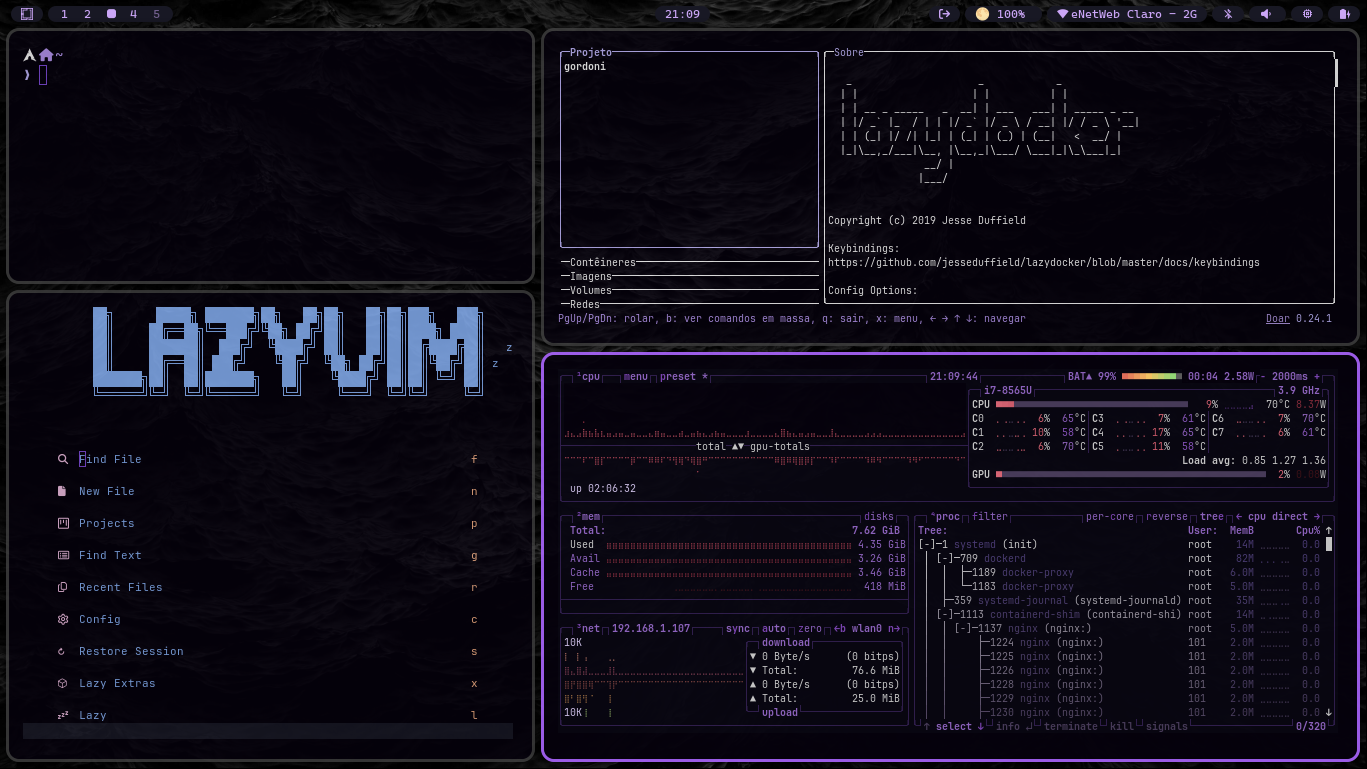 1 2 4 5
21:09
100%
eNetWeb Claro - 2G
~
❱
LAZYVIM
z
z
Find File f
New File n
Projects p
Find Text g
Recent Files r
Config c
Restore Session s
Lazy Extras x
Lazy l
Projeto
gordoni
Contêineres
Imagens
Volumes
Redes
Sobre
lazydocker
Copyright (c) 2019 Jesse Duffield
Keybindings:
https://github.com/jesseduffield/lazydocker/blob/master/docs/keybindings
Config Options:
PgUp/PgDn: rolar, b: ver comandos em massa, q: sair, x: menu, ← → ↑ ↓: navegar
Doar 0.24.1
¹cpu menu preset * 21:09:44 BAT▲ 99% 00:04 2.58W - 2000ms +
i7-8565U 3.9 GHz
CPU 9% 70°C 8.37W
C0 6% 65°C C3 7% 61°C C6 7% 70°C
C1 10% 58°C C4 17% 65°C C7 6% 61°C
C2 6% 70°C C5 11% 58°C
total ▲▼ gpu-totals
Load avg: 0.85 1.27 1.36
GPU 2% W
up 02:06:32
²mem disks
Total: 7.62 GiB
Used 4.35 GiB
Avail 3.26 GiB
Cache 3.46 GiB
Free 418 MiB
³net 192.168.1.107 sync auto zero ←b wlan0 n→
10K
download
▼ 0 Byte/s (0 bitps)
▼ Total: 76.6 MiB
▲ 0 Byte/s (0 bitps)
▲ Total: 25.0 MiB
10K
upload
⁴proc filter per-core reverse tree ← cpu direct →
Tree: User: MemB Cpu% ↑
[-]─1 systemd (init) root 14M 0.0
[-]─709 dockerd root 82M 0.0
1189 docker-proxy root 6.0M 0.0
1183 docker-proxy root 5.0M 0.0
359 systemd-journal (systemd-journald) root 35M 0.0
[-]─1113 containerd-shim (containerd-shi) root 14M 0.0
[-]─1137 nginx (nginx:) root 5.0M 0.0
1224 nginx (nginx:) 101 2.0M 0.0
1225 nginx (nginx:) 101 2.0M 0.0
1226 nginx (nginx:) 101 2.0M 0.0
1228 nginx (nginx:) 101 2.0M 0.0
1229 nginx (nginx:) 101 2.0M 0.0
1230 nginx (nginx:) 101 2.0M 0.0 ↓
↑ select ↓ info ↵ terminate kill signals 0/320